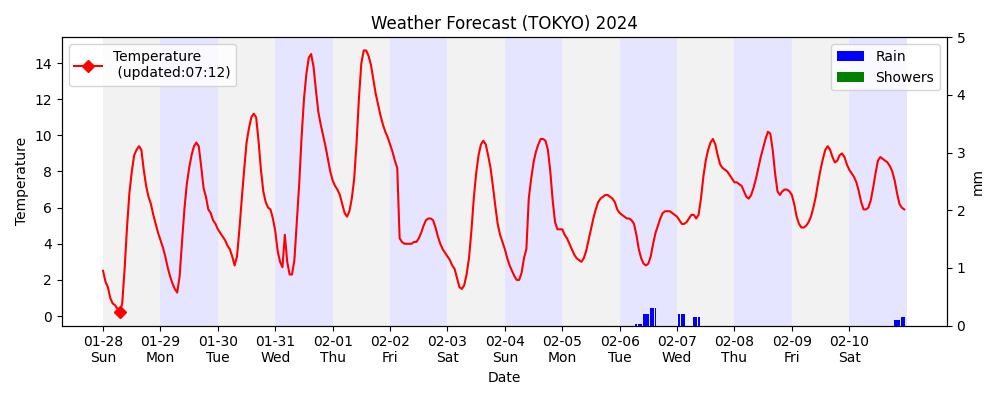 Weather Forecast (TOKYO) 2024
Temperature
(updated:07:12)
Rain
Showers
Temperature
14
12
10
8
6
4
2
0
5
4
3
2
1
0
mm
01-28 01-29 01-30 01-31 02-01 02-02 02-03 02-04 02-05 02-06 02-07 02-08 02-09 02-10
Sun Mon Tue Wed Thu Fri Sat Sun Mon Tue Wed Thu Fri Sat
Date